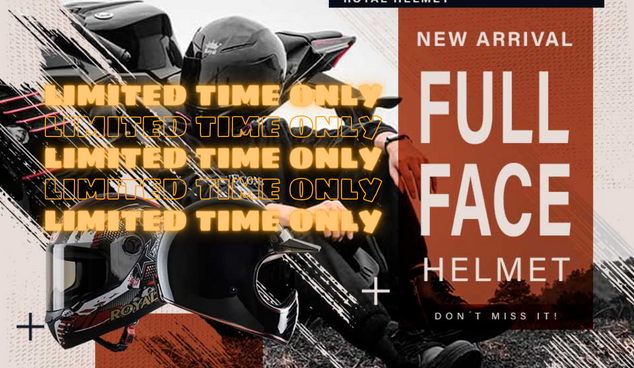 ROYAL HELMET
NEW ARRIVAL
FULL
FACE
HELMET
DON'T MISS IT!
LIMITED TIME ONLY
LIMITED TIME ONLY
LIMITED TIME ONLY
LIMITED TIME ONLY
LIMITED TIME ONLY
ROYAL